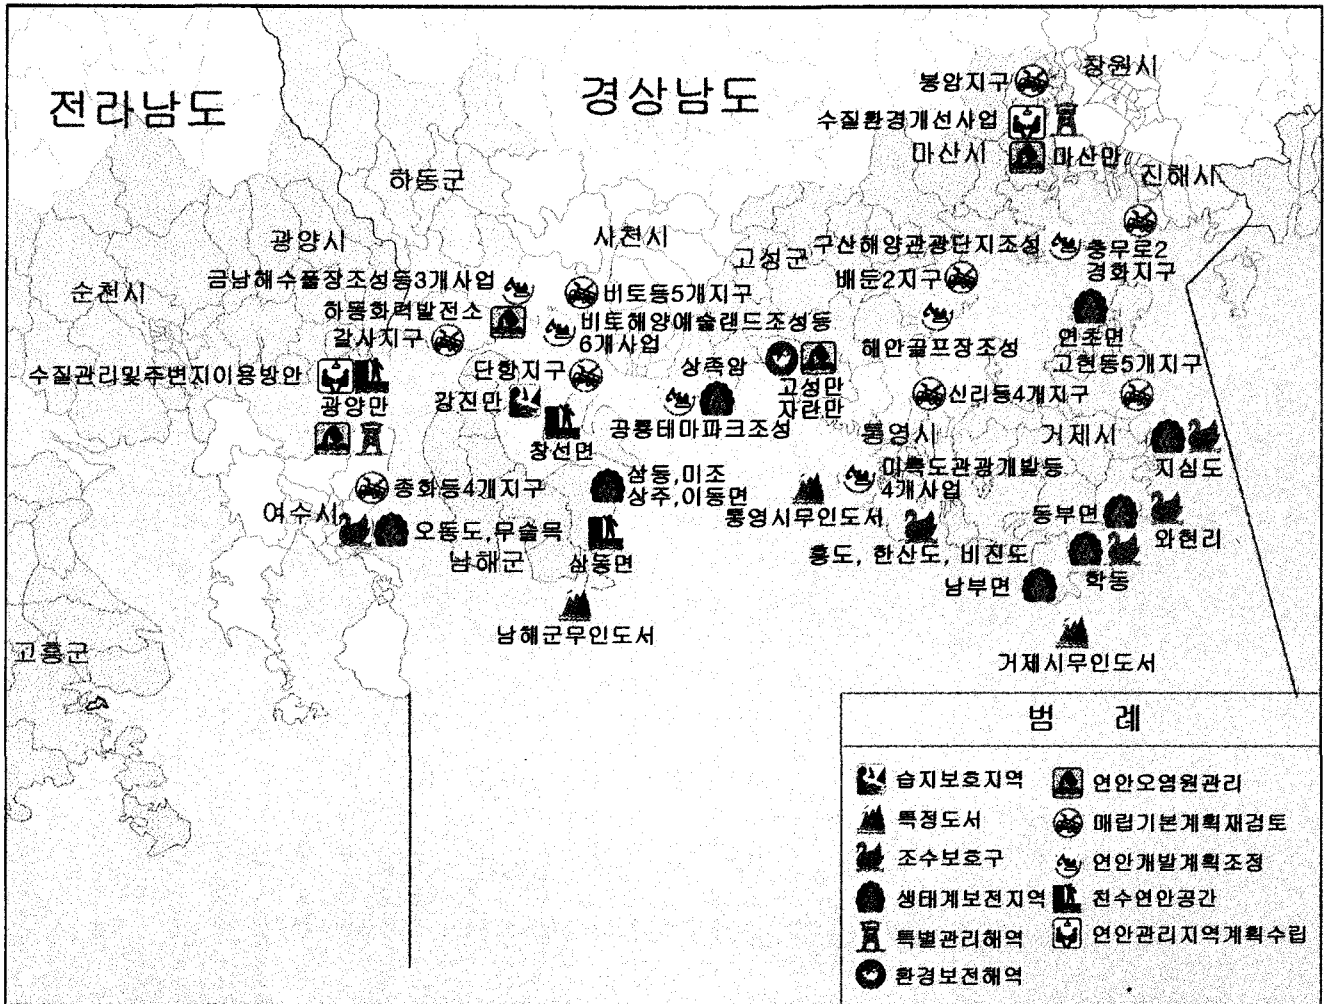 전라남도
경상남도
봉암지구
창원시
수질환경개선사업
마산시
마산만
진해시
하동군
광양시
사천시
고성군
구산해양관광단지조성
충무로2
경화지구
금남해수풀장조성등3개사업
순천시
비토등5개지구
배둔2지구
하동화력발전소
비토해양예술랜드조성등
6개사업
연초면
갈사지구
해안골프장조성
고현동5개지구
수질관리및주변지이용방안
단항지구
상족암
광양만
강진만
고성만
자란만
신리등4개지구
창선면
공룡테마파크조성
통영시
거제시
지심도
종화등4개지구
삼동,미조
상주,이동면
미륵도관광개발등
4개사업
여수시
오동도,무술목
통영시무인도서
동부면
와현리
남해군
삼동면
홍도, 한산도, 비진도
남부면
학동
남해군무인도서
고흥군
거제시무인도서
범 례
습지보호지역
연안오염원관리
특정도서
매립기본계획재검토
조수보호구
연안개발계획조정
생태계보전지역
친수연안공간
특별관리해역
연안관리지역계획수립
환경보전해역